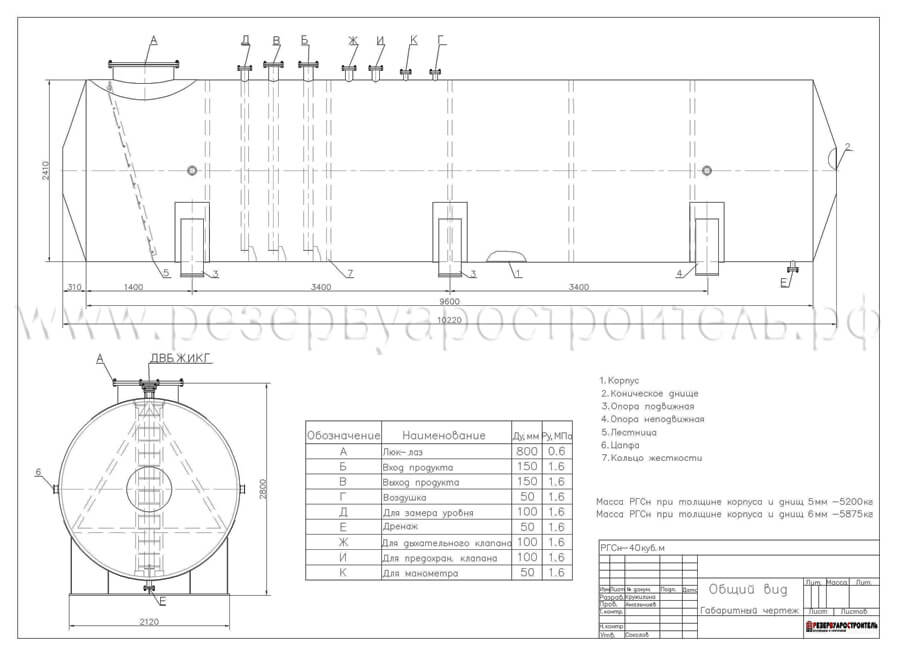 А
Д
В
Б
Ж
И
К
Г
2410
2
5
3
7
3
1
4
Е
310
1400
3400
3400
9600
10220
www.резервуаростроитель.рф
А
ДВБЖИКГ
6
2800
Е
2120
1. Корпус
2. Коническое днище
3. Опора подвижная
4. Опора неподвижная
5. Лестница
6. Цапфа
7. Кольцо жесткости
Обозначение Наименование Ду, мм Ру, МПа
А Люк-лаз 800 0.6
Б Вход продукта 150 1.6
В Выход продукта 150 1.6
Г Воздушка 50 1.6
Д Для замера уровня 100 1.6
Е Дренаж 50 1.6
Ж Для дыхательного клапана 100 1.6
И Для предохран. клапана 100 1.6
К Для манометра 50 1.6
Масса РГСн при толщине корпуса и днищ 5мм -5200кг
Масса РГСн при толщине корпуса и днищ 6мм -5875кг
РГСн-40куб.м
Изм Лист № докум. Подп. Дата
Разраб. Кружилина
Пров.
Т.контр.
Н.контр.
Утв. Соколов
Общий вид
Габаритный чертеж
Лит. Масса Лит.
Лист Листов
РЕЗЕРВУАРОСТРОИТЕЛЬ